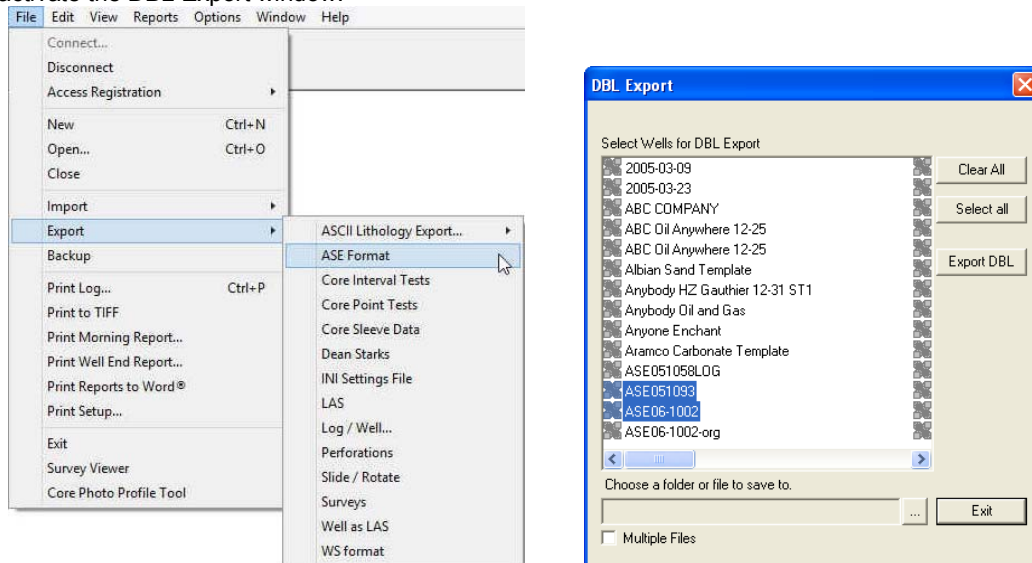 activate the DBL Export window
File Edit View Reports Options Window Help
Connect...
Disconnect
Access Registration
New Ctrl+N
Open... Ctrl+O
Close
Import
Export
Backup
Print Log... Ctrl+P
Print to TIFF
Print Morning Report...
Print Well End Report...
Print Reports to Word®
Print Setup...
Exit
Survey Viewer
Core Photo Profile Tool
ASCII Lithology Export...
ASE Format
Core Interval Tests
Core Point Tests
Core Sleeve Data
Dean Starks
INI Settings File
LAS
Log / Well...
Perforations
Slide / Rotate
Surveys
Well as LAS
WS format
DBL Export
Select Wells for DBL Export
2005-03-09
2005-03-23
ABC COMPANY
ABC Oil Anywhere 12-25
ABC Oil Anywhere 12-25
Albian Sand Template
Anybody HZ Gauthier 12-31 ST1
Anybody Oil and Gas
Anyone Enchant
Aramco Carbonate Template
ASE051058LOG
ASE051093
ASE06-1002
ASE06-1002-org
Clear All
Select all
Export DBL
Choose a folder or file to save to.
...
Exit
Multiple Files